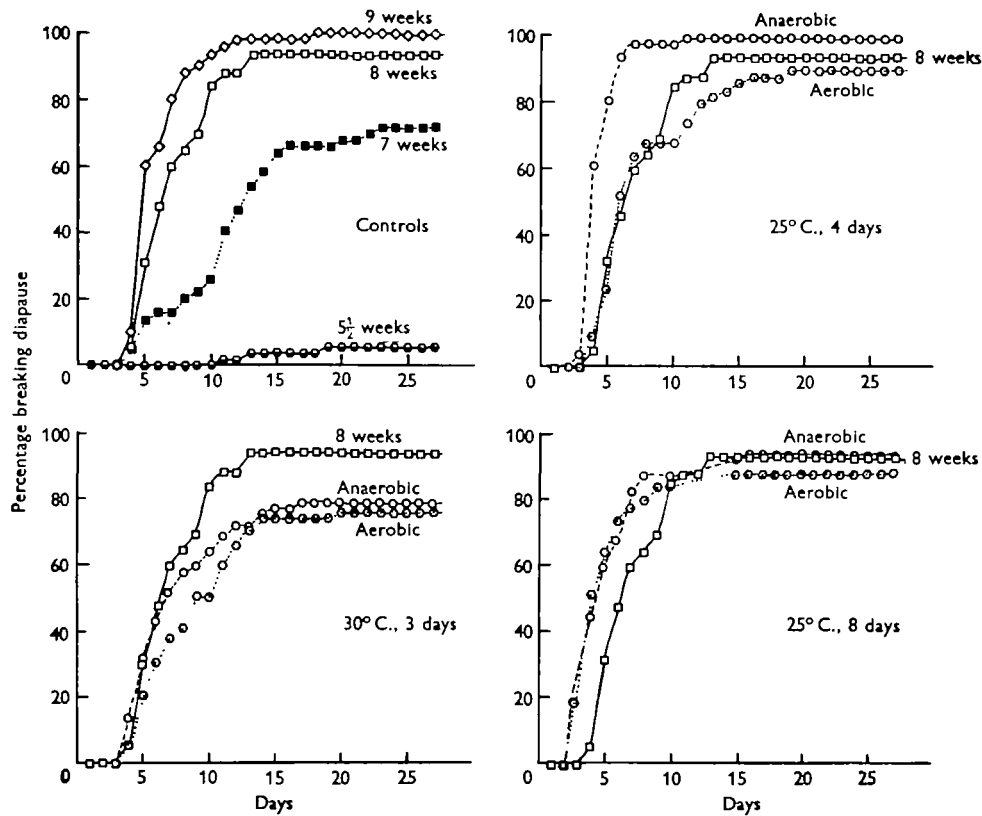 Percentage breaking diapause
100
80
60
40
20
0
5
10
15
20
25
9 weeks
8 weeks
7 weeks
Controls
5½ weeks
100
80
60
40
20
0
5
10
15
20
25
Anaerobic
8 weeks
Aerobic
25° C., 4 days
100
80
60
40
20
0
5
10
15
20
25
8 weeks
Anaerobic
Aerobic
30° C., 3 days
Days
100
80
60
40
20
0
5
10
15
20
25
Anaerobic
8 weeks
Aerobic
25° C., 8 days
Days